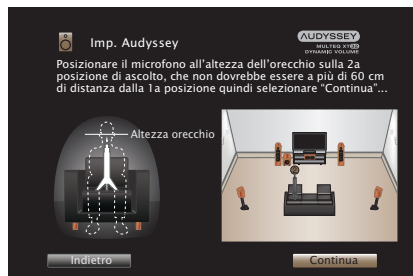 Imp. Audyssey
AUDYSSEY
MULTEQ XT32
DYNAMIC VOLUME
Posizionare il microfono all'altezza dell'orecchio sulla 2a
posizione di ascolto, che non dovrebbe essere a più di 60 cm
di distanza dalla 1a posizione quindi selezionare “Continua”...
Altezza orecchio
Indietro
Continua